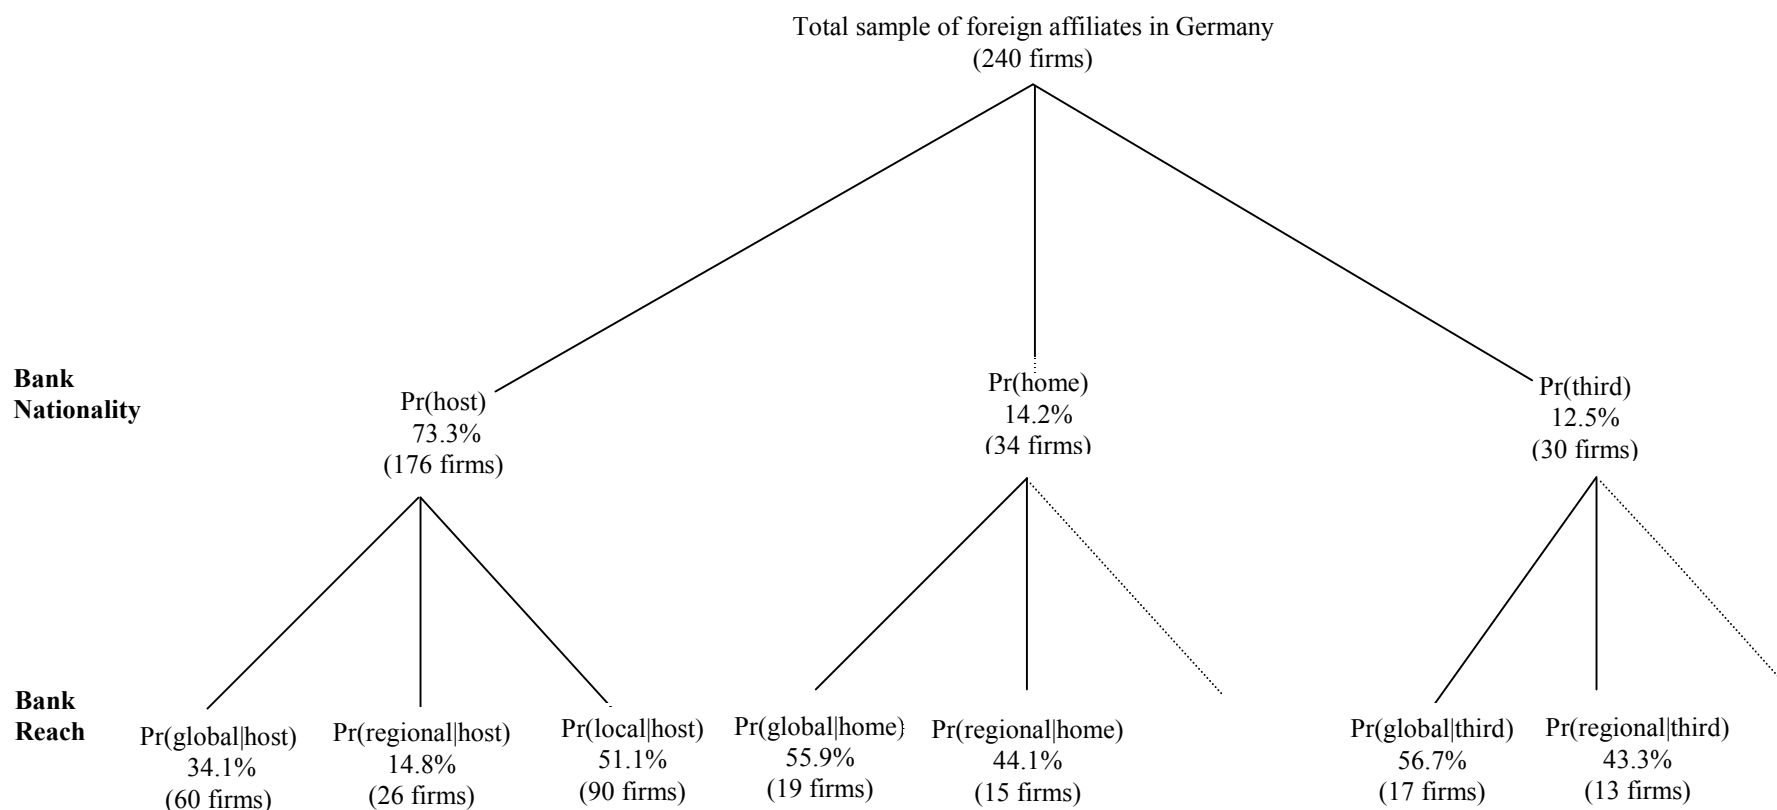 Total sample of foreign affiliates in Germany
(240 firms)
Bank
Nationality
Pr(host)
73.3%
(176 firms)
Pr(home)
14.2%
(34 firms)
Pr(third)
12.5%
(30 firms)
Bank
Reach
Pr(global|host)
34.1%
(60 firms)
Pr(regional|host)
14.8%
(26 firms)
Pr(local|host)
51.1%
(90 firms)
Pr(global|home)
55.9%
(19 firms)
Pr(regional|home)
44.1%
(15 firms)
Pr(global|third)
56.7%
(17 firms)
Pr(regional|third)
43.3%
(13 firms)